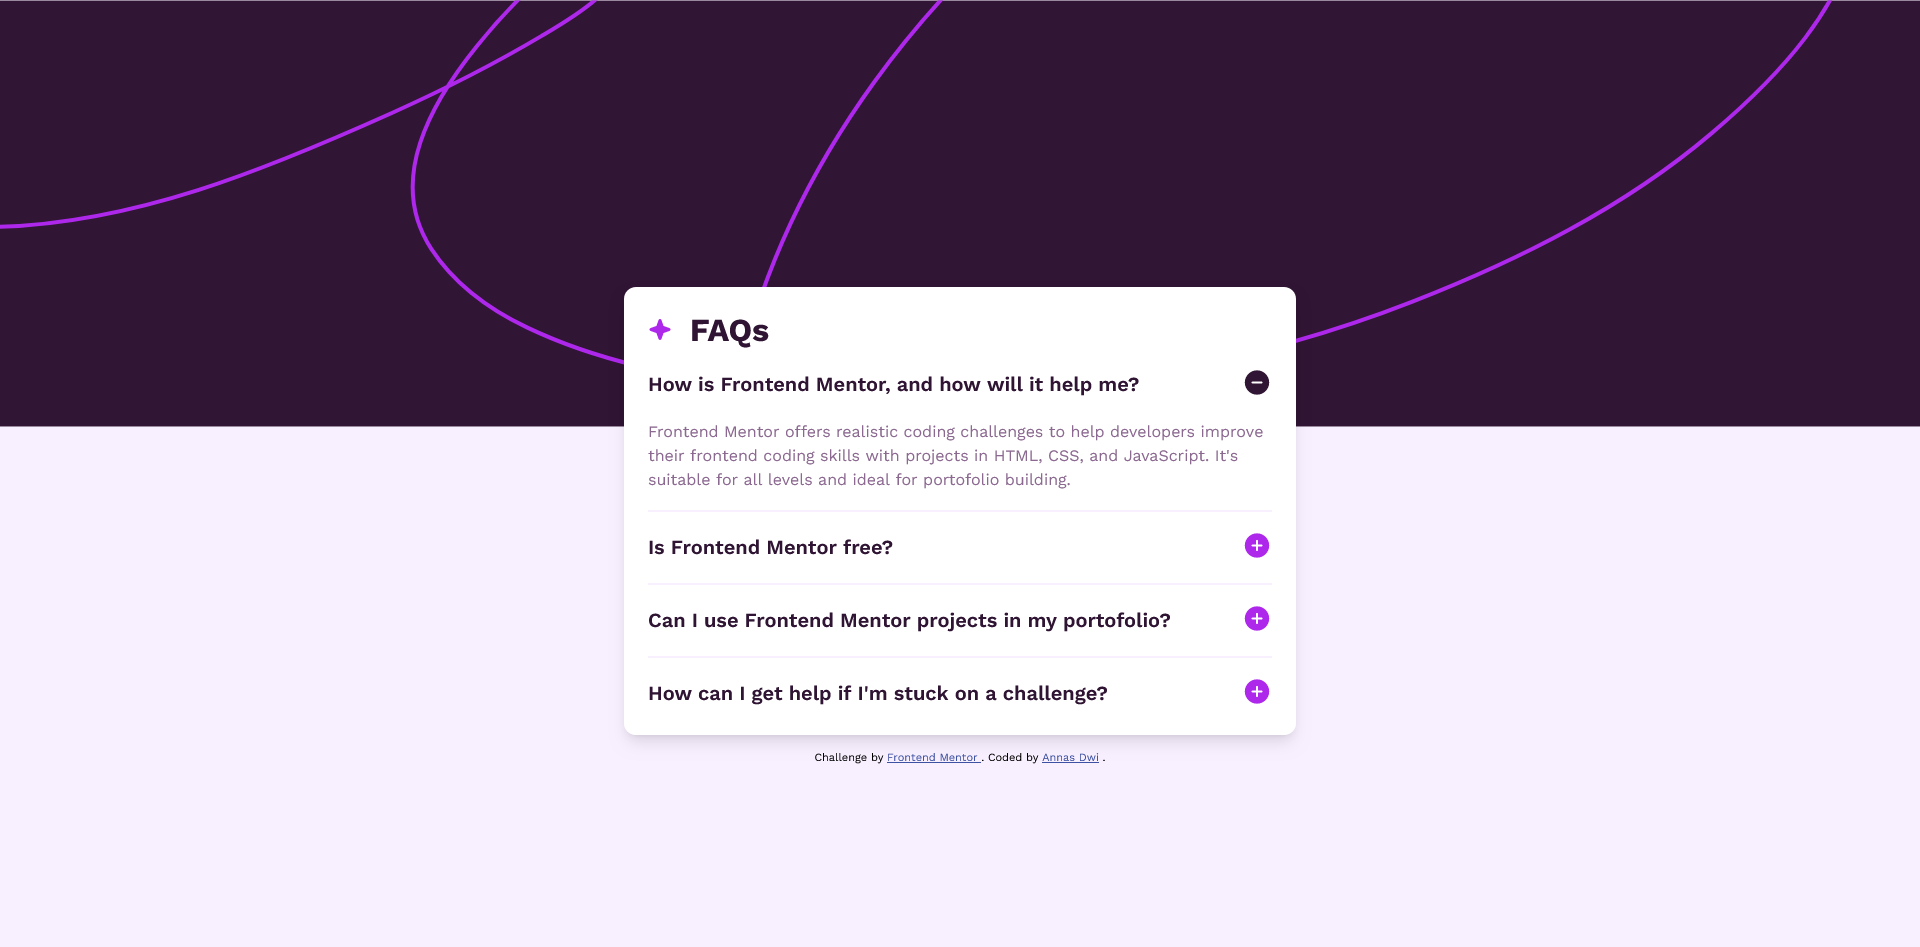 FAQs
How is Frontend Mentor, and how will it help me?
Frontend Mentor offers realistic coding challenges to help developers improve
their frontend coding skills with projects in HTML, CSS, and JavaScript. It's
suitable for all levels and ideal for portofolio building.
Is Frontend Mentor free?
Can I use Frontend Mentor projects in my portofolio?
How can I get help if I'm stuck on a challenge?
Challenge by Frontend Mentor . Coded by Annas Dwi .